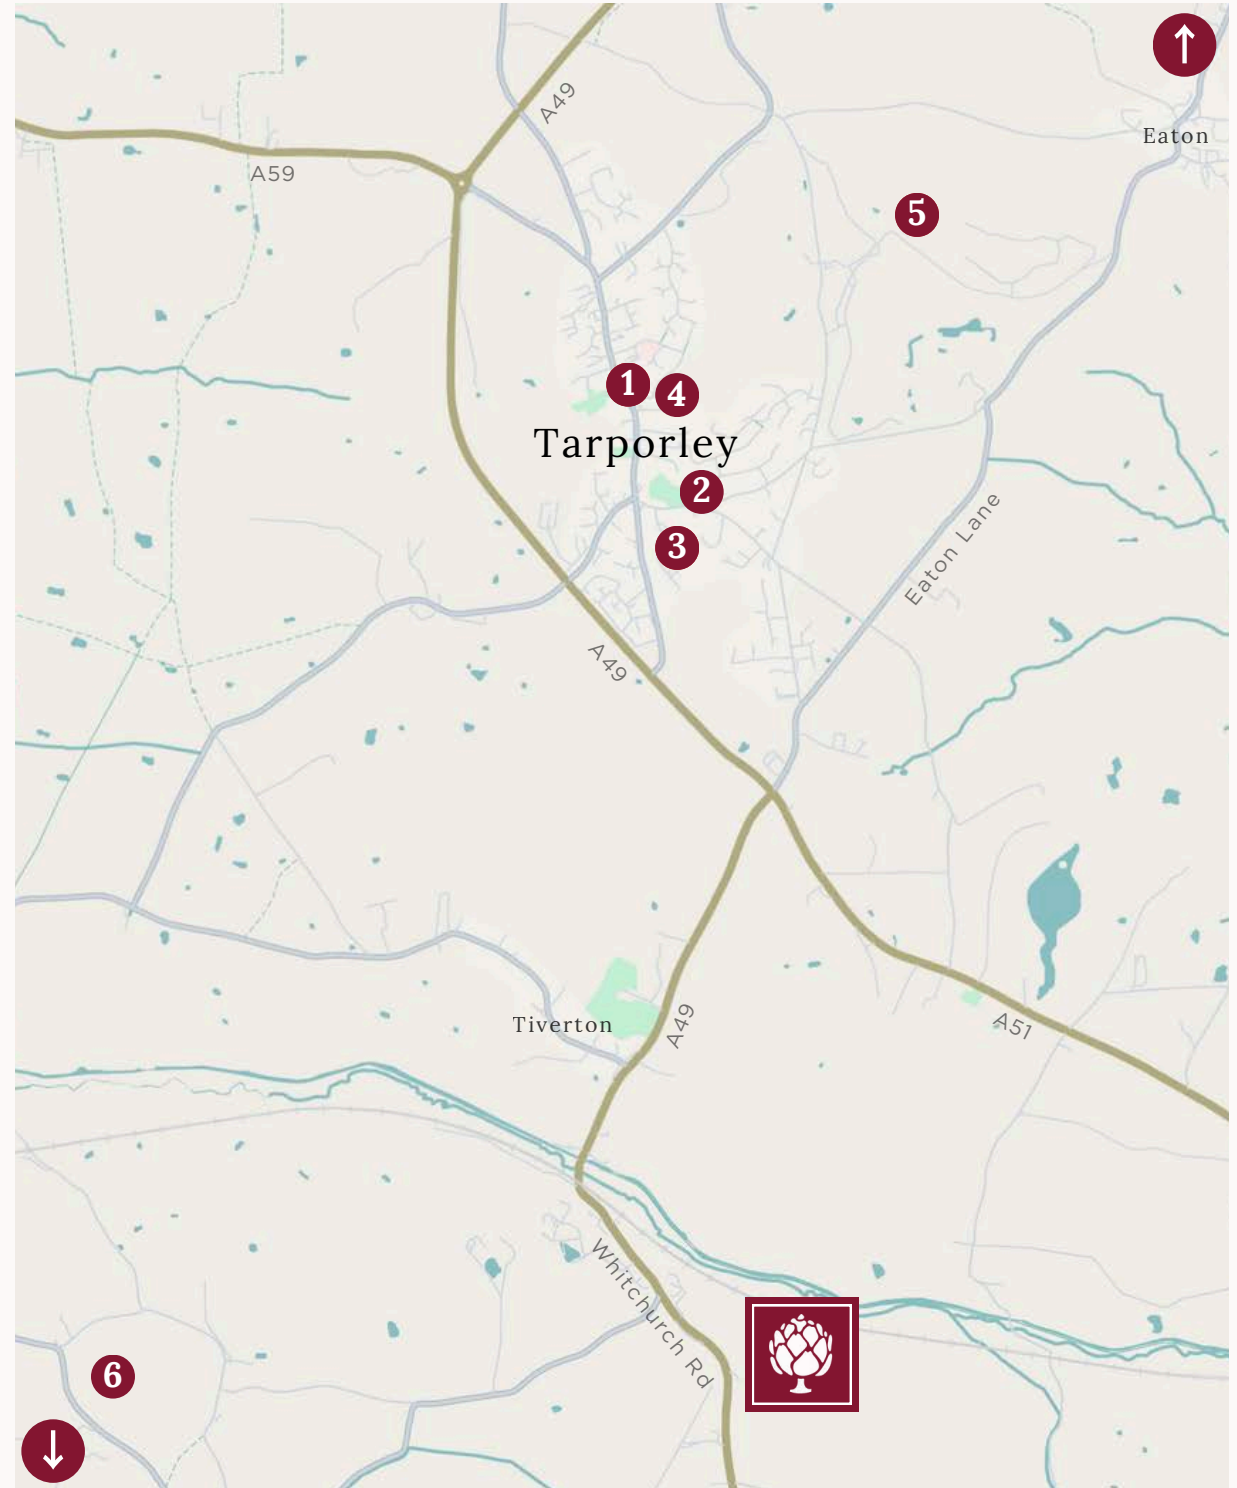 ↑
A49
Eaton
A59
5
1
4
Tarporley
2
3
Eaton Lane
A49
Tiverton
A49
A51
Whitchurch Rd
6
↓